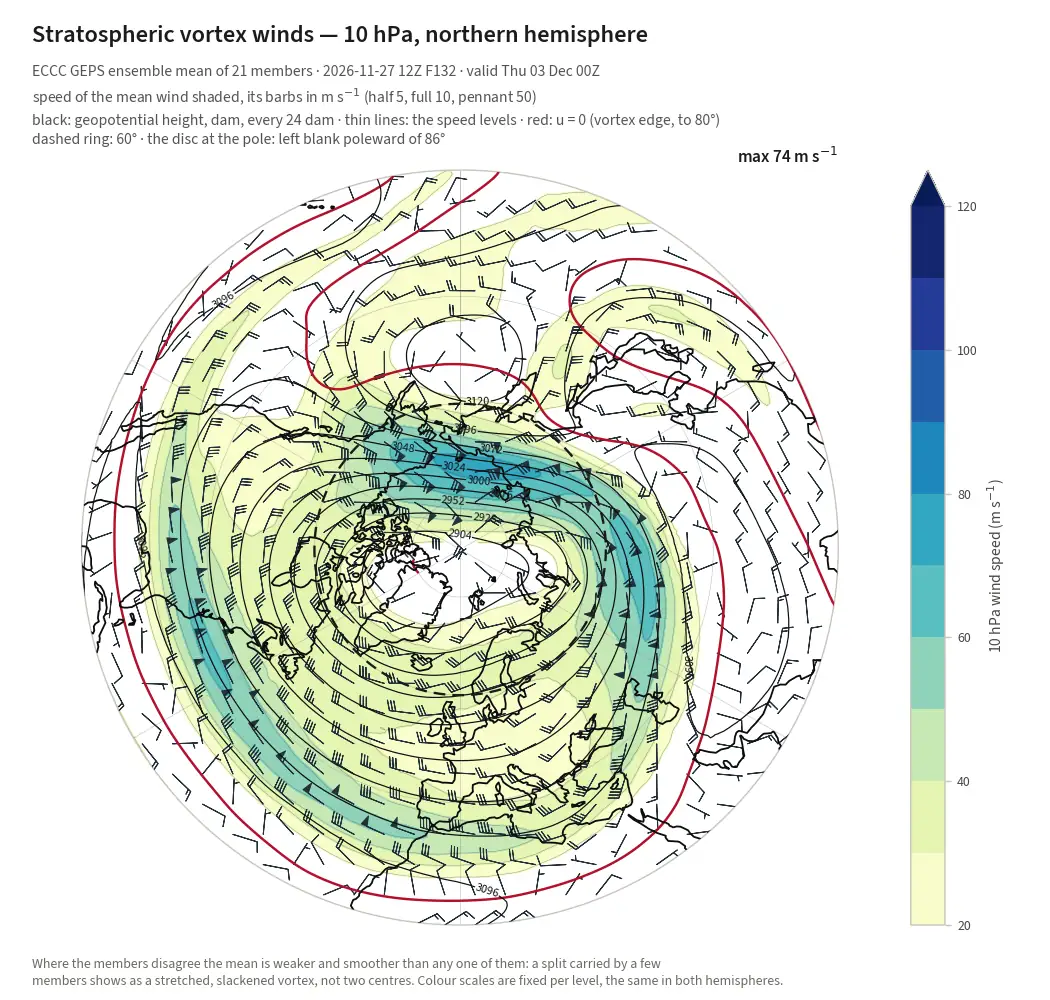 Stratospheric vortex winds — 10 hPa, northern hemisphere
ECCC GEPS ensemble mean of 21 members · 2026-11-27 12Z F132 · valid Thu 03 Dec 00Z
speed of the mean wind shaded, its barbs in m s⁻¹ (half 5, full 10, pennant 50)
black: geopotential height, dam, every 24 dam · thin lines: the speed levels · red: u = 0 (vortex edge, to 80°)
dashed ring: 60° · the disc at the pole: left blank poleward of 86°
max 74 m s⁻¹
120
100
80
60
40
20
10 hPa wind speed (m s⁻¹)
3096
3120
3048
3024
3000
2952
2904
3096
Where the members disagree the mean is weaker and smoother than any one of them: a split carried by a few
members shows as a stretched, slackened vortex, not two centres. Colour scales are fixed per level, the same in both hemispheres.